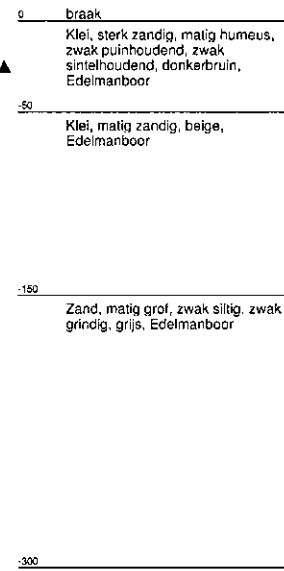 0 braak
Klei, sterk zandig, matig humeus,
zwak puinhoudend, zwak
sintelhoudend, donkerbruin,
Edelmanboor
-50
Klei, matig zandig, beige,
Edelmanboor
-150
Zand, matig grof, zwak siltig, zwak
grindig, grijs, Edelmanboor
-300